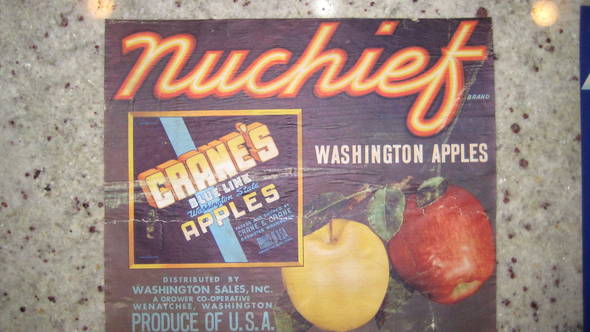 nuchief
BRAND
WASHINGTON APPLES
CRANE'S
BLUE LINE
Washington State
APPLES
CRANE & CRANE
DISTRIBUTED BY
WASHINGTON SALES, INC.
A GROWER CO-OPERATIVE
WENATCHEE, WASHINGTON
PRODUCE OF U.S.A.